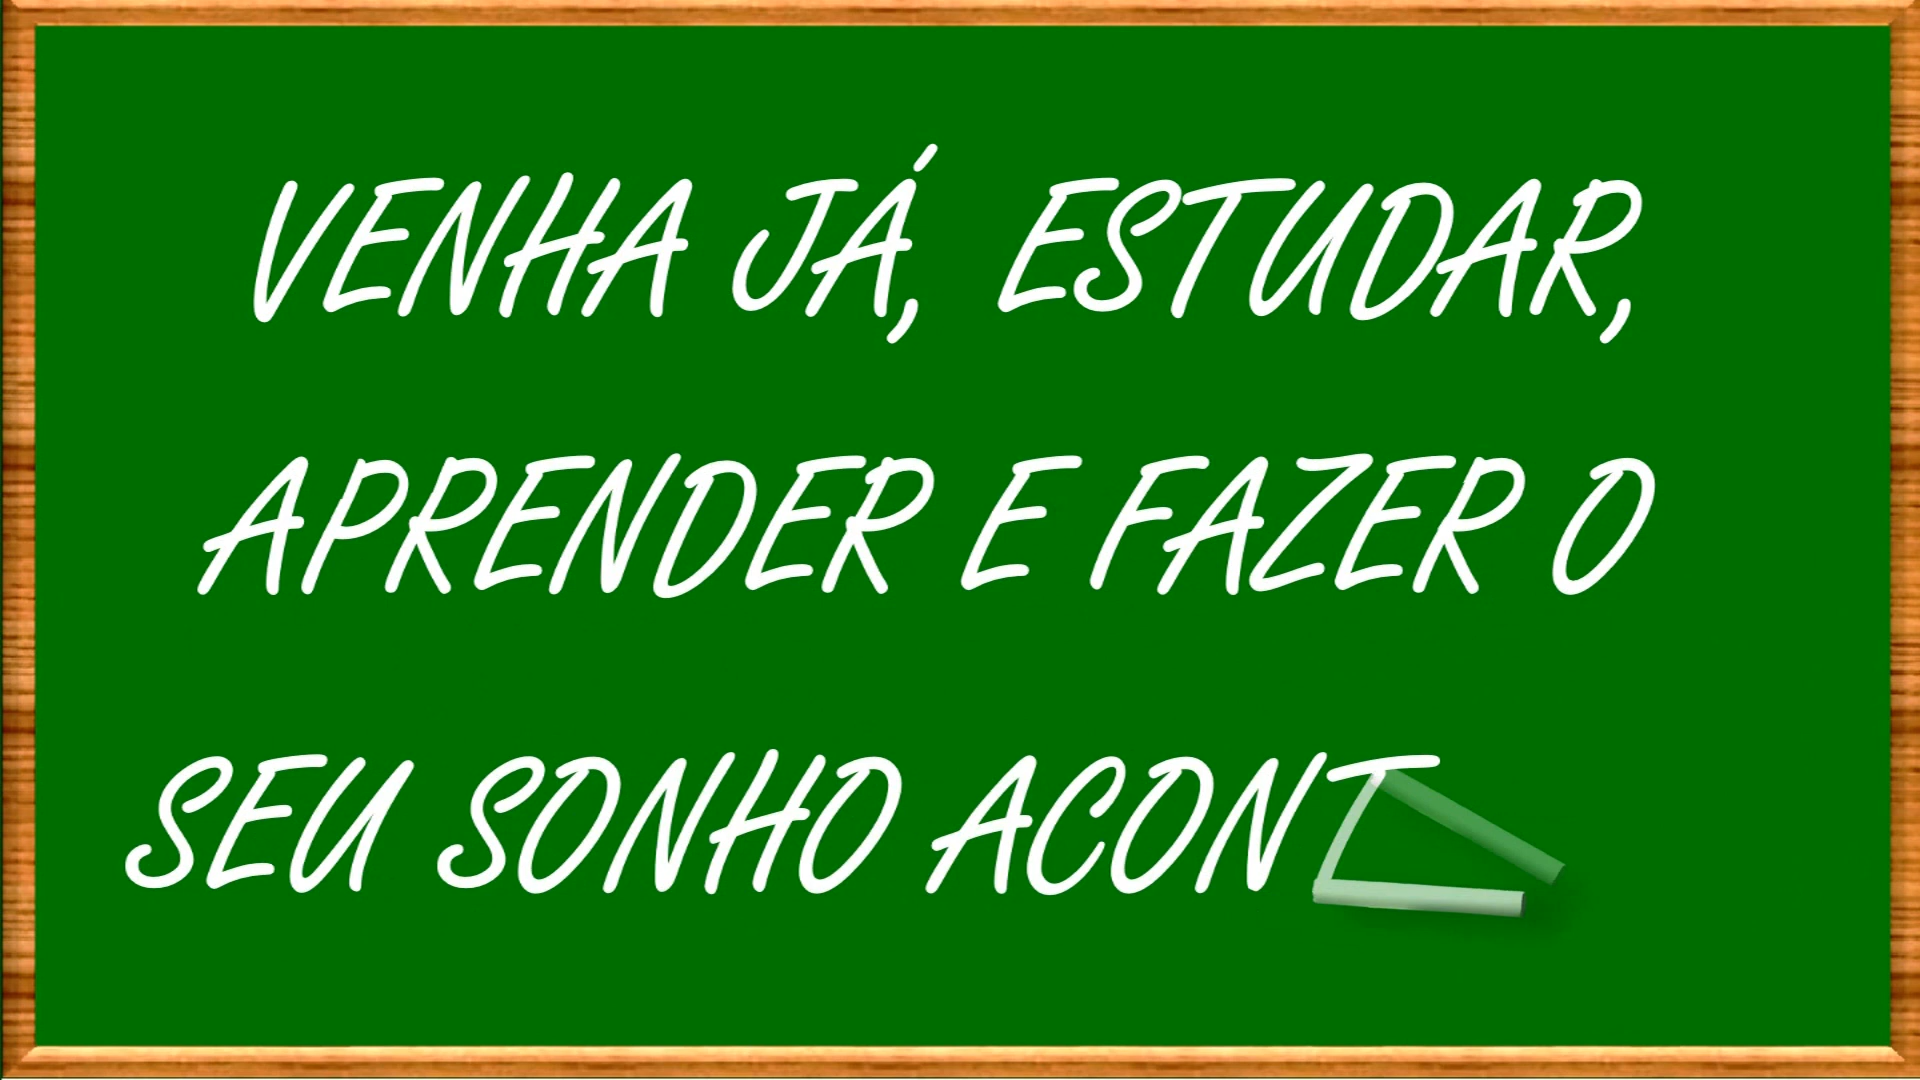 VENHA JÁ, ESTUDAR,
APRENDER E FAZER O
SEU SONHO ACONT